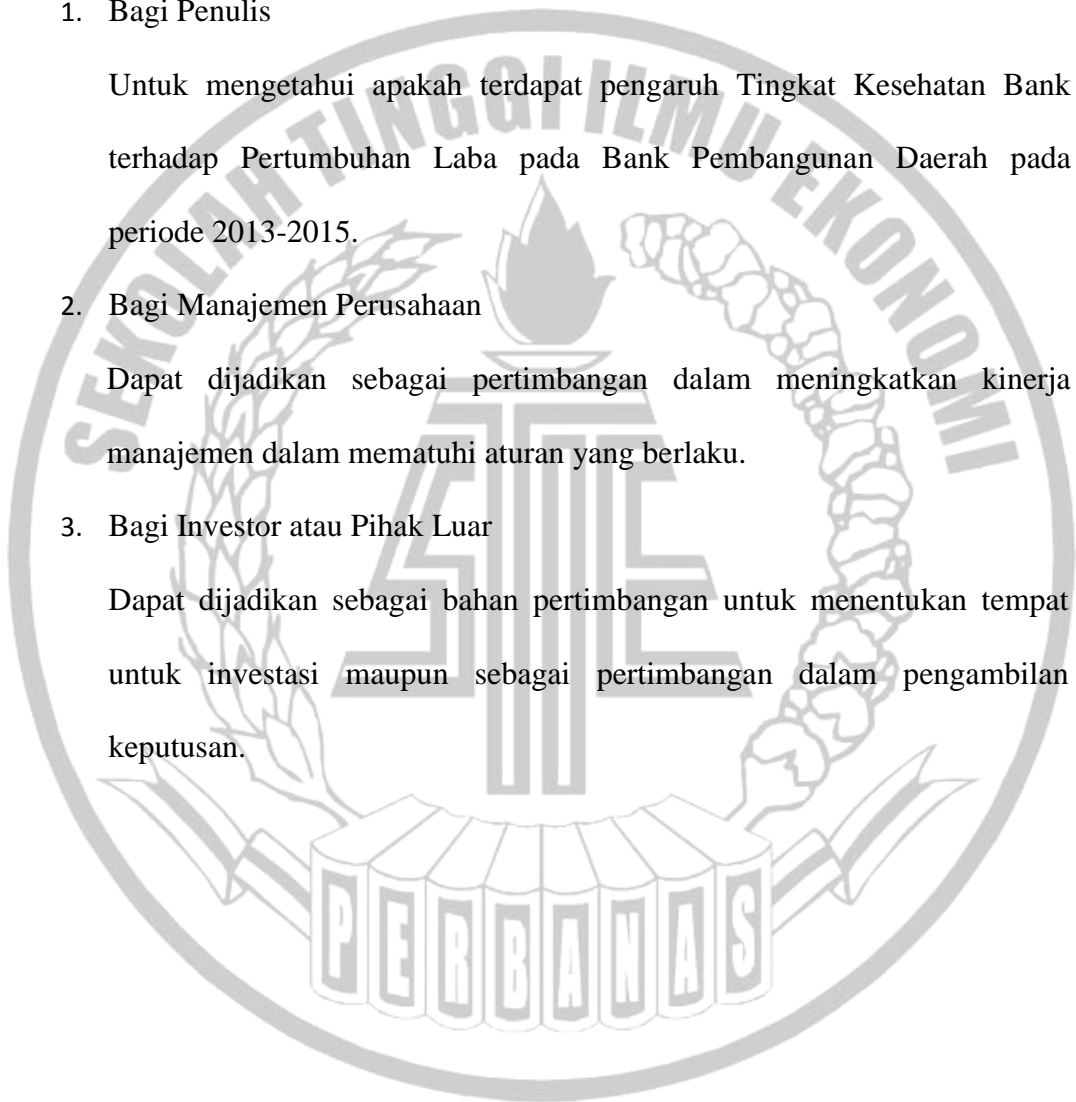 1. Bagi Penulis
Untuk mengetahui apakah terdapat pengaruh Tingkat Kesehatan Bank
terhadap Pertumbuhan Laba pada Bank Pembangunan Daerah pada
periode 2013-2015.
2. Bagi Manajemen Perusahaan
Dapat dijadikan sebagai pertimbangan dalam meningkatkan kinerja
manajemen dalam mematuhi aturan yang berlaku.
3. Bagi Investor atau Pihak Luar
Dapat dijadikan sebagai bahan pertimbangan untuk menentukan tempat
untuk investasi maupun sebagai pertimbangan dalam pengambilan
keputusan.
SEKOLAH TINGGI ILMU EKONOMI
STIE
PERBANAS